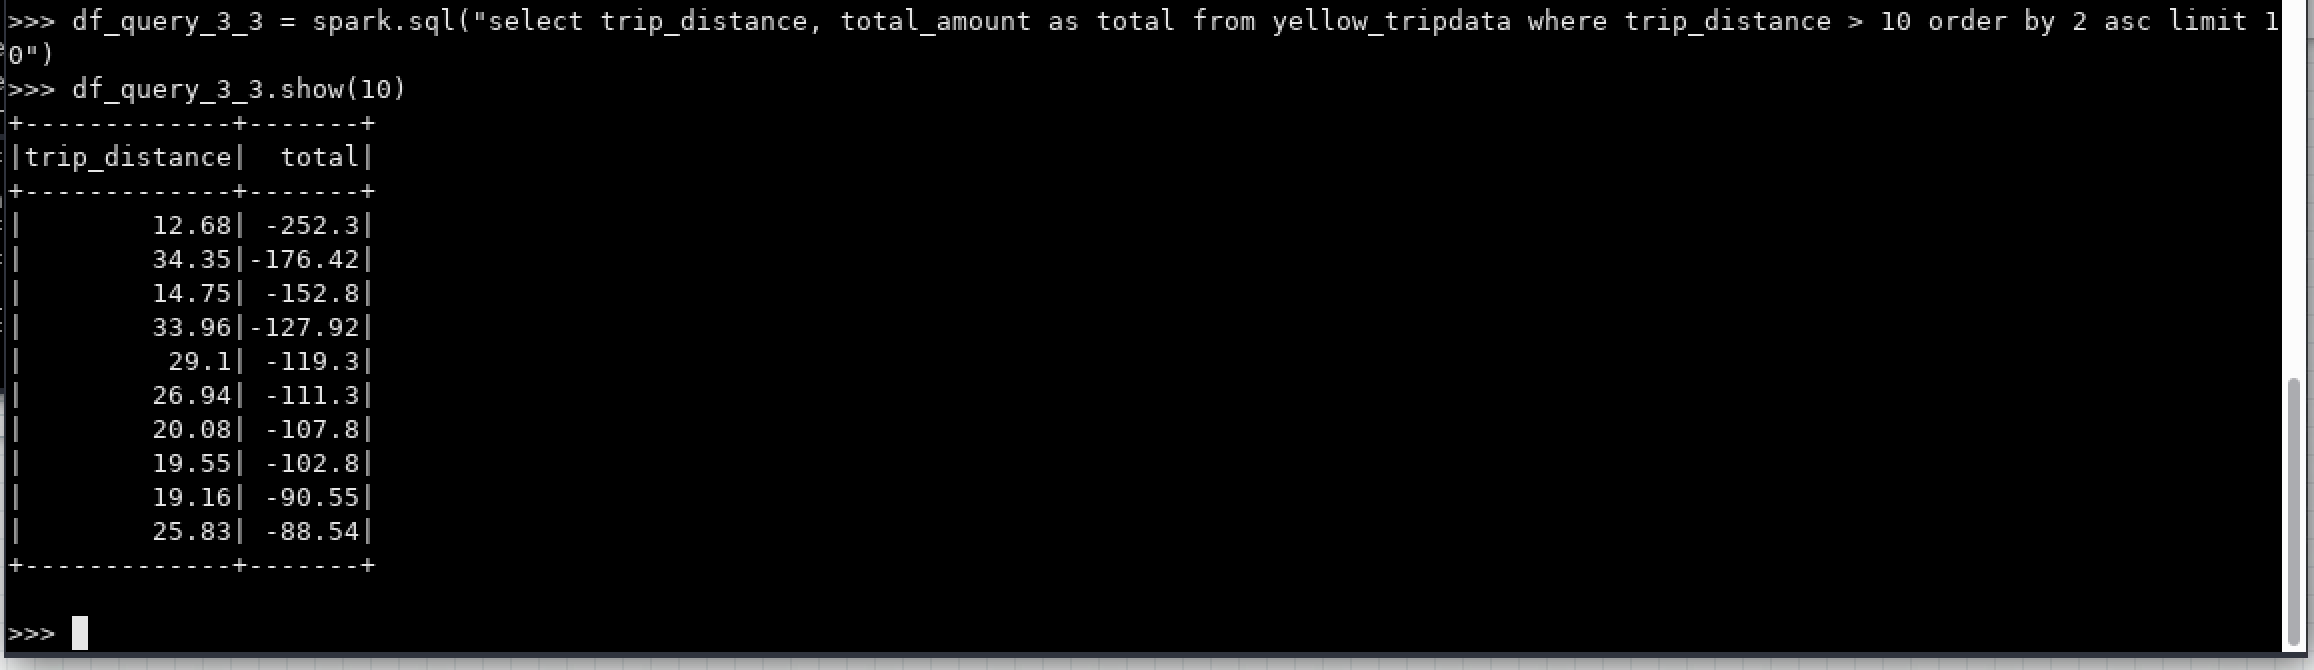 >>> df_query_3_3 = spark.sql("select trip_distance, total_amount as total from yellow_tripdata where trip_distance > 10 order by 2 asc limit 1
0")
>>> df_query_3_3.show(10)
+-------------+-------+
|trip_distance|  total|
+-------------+-------+
|        12.68| -252.3|
|        34.35|-176.42|
|        14.75| -152.8|
|        33.96|-127.92|
|         29.1| -119.3|
|        26.94| -111.3|
|        20.08| -107.8|
|        19.55| -102.8|
|        19.16| -90.55|
|        25.83| -88.54|
+-------------+-------+
>>>